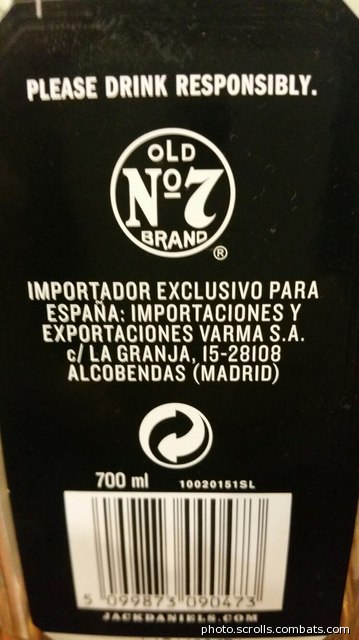 PLEASE DRINK RESPONSIBLY.
OLD
Nº7
BRAND
®
IMPORTADOR EXCLUSIVO PARA
ESPAÑA: IMPORTACIONES Y
EXPORTACIONES VARMA S.A.
c/ LA GRANJA, 15-28108
ALCOBENDAS (MADRID)
700 ml 10020151SL
5 099873 090473
JACKDANIELS.COM
photo.scrolls.combats.com